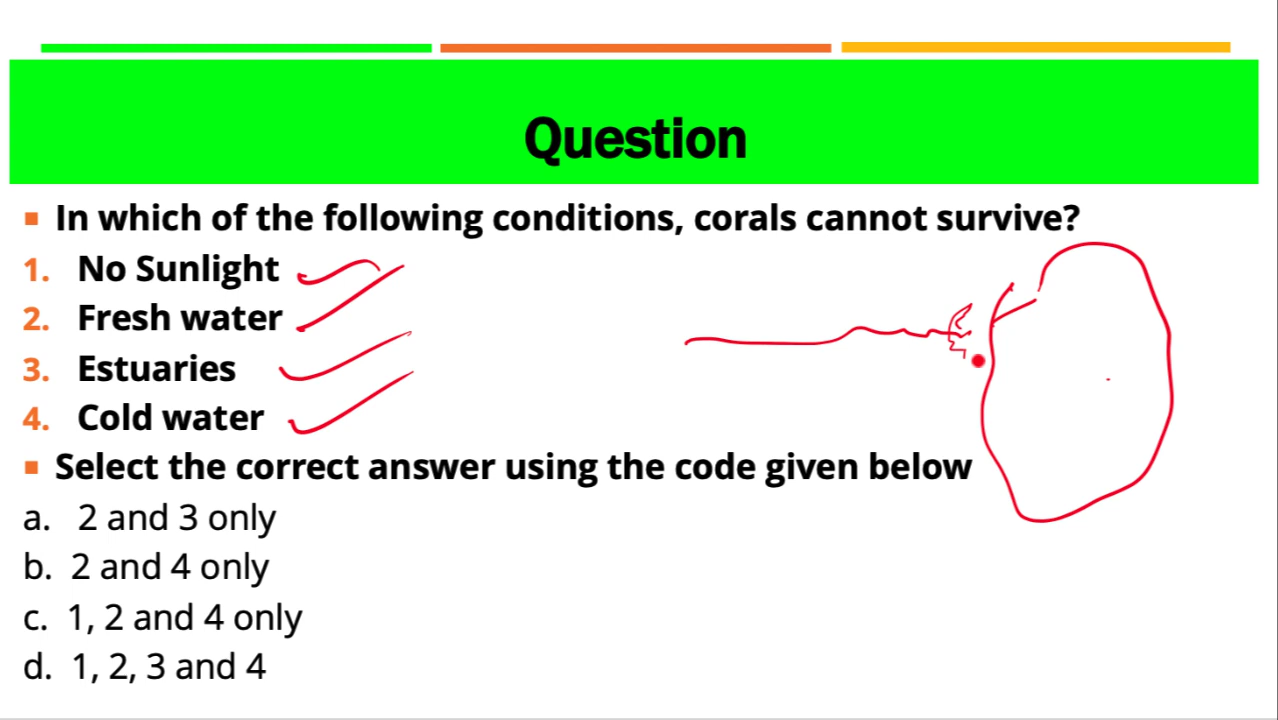 Question
▪ In which of the following conditions, corals cannot survive?
1. No Sunlight
2. Fresh water
3. Estuaries
4. Cold water
▪ Select the correct answer using the code given below
a. 2 and 3 only
b. 2 and 4 only
c. 1, 2 and 4 only
d. 1, 2, 3 and 4